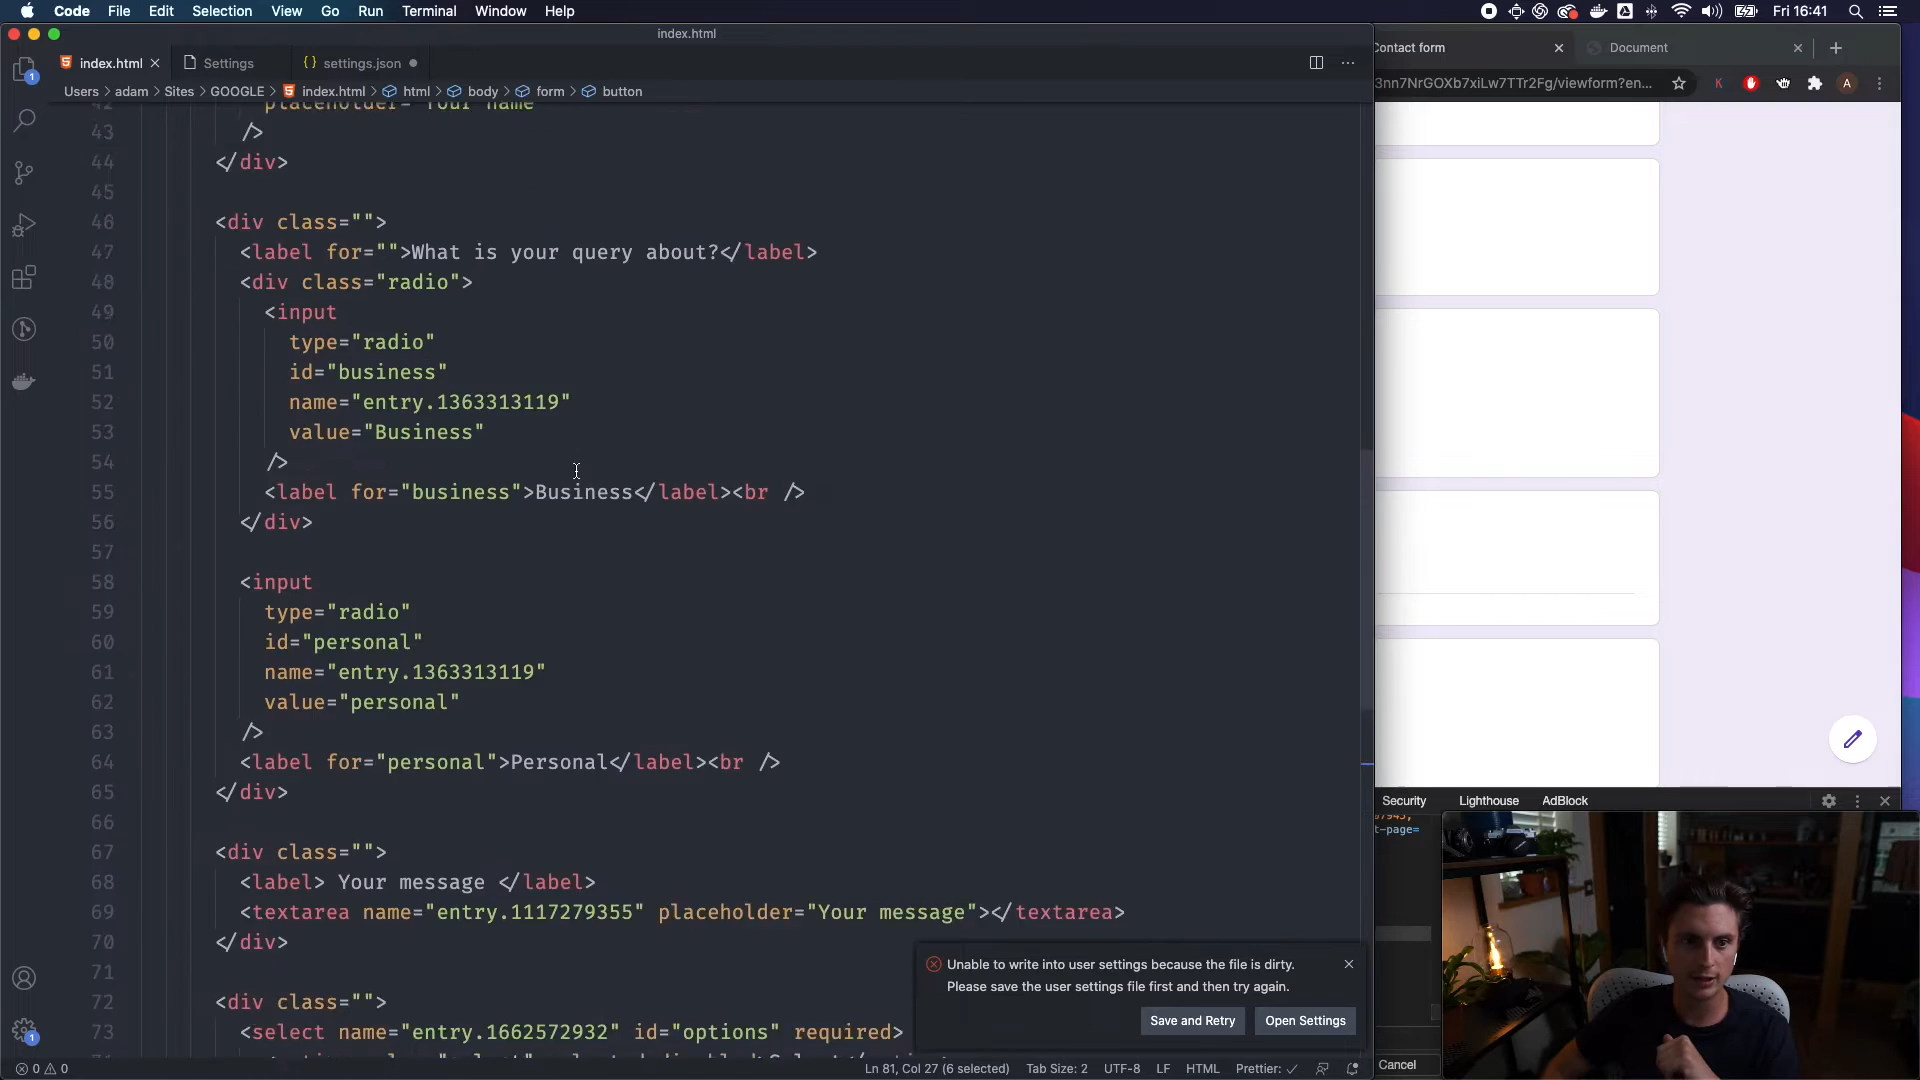 Code File Edit Selection View Go Run Terminal Window Help Fri 16:41
index.html
index.html Settings settings.json
Contact form Document
3nn7NrGOXb7xiLw7TTr2Fg/viewform?en...
Users > adam > Sites > GOOGLE > index.html > html > body > form > button
42 placeholder="Your name"
43 />
44 </div>
45
46 <div class="">
47 <label for="">What is your query about?</label>
48 <div class="radio">
49 <input
50 type="radio"
51 id="business"
52 name="entry.1363313119"
53 value="Business"
54 />
55 <label for="business">Business</label><br />
56 </div>
57
58 <input
59 type="radio"
60 id="personal"
61 name="entry.1363313119"
62 value="personal"
63 />
64 <label for="personal">Personal</label><br />
65 </div>
66
67 <div class="">
68 <label> Your message </label>
69 <textarea name="entry.1117279355" placeholder="Your message"></textarea>
70 </div>
71
72 <div class="">
73 <select name="entry.1662572932" id="options" required>
Security Lighthouse AdBlock
t-page=
Unable to write into user settings because the file is dirty.
Please save the user settings file first and then try again.
Save and Retry Open Settings
Cancel
0 0 Ln 81, Col 27 (6 selected) Tab Size: 2 UTF-8 LF HTML Prettier: ✓